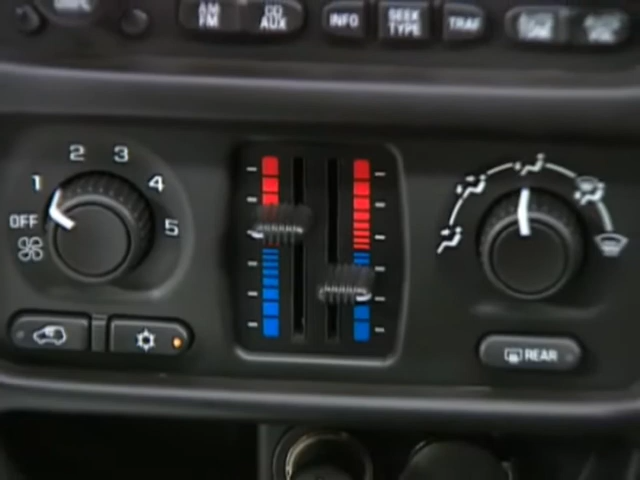 AM FM
CD AUX
INFO
SEEK TYPE
TRAF
1 2 3 4 5
OFF
REAR